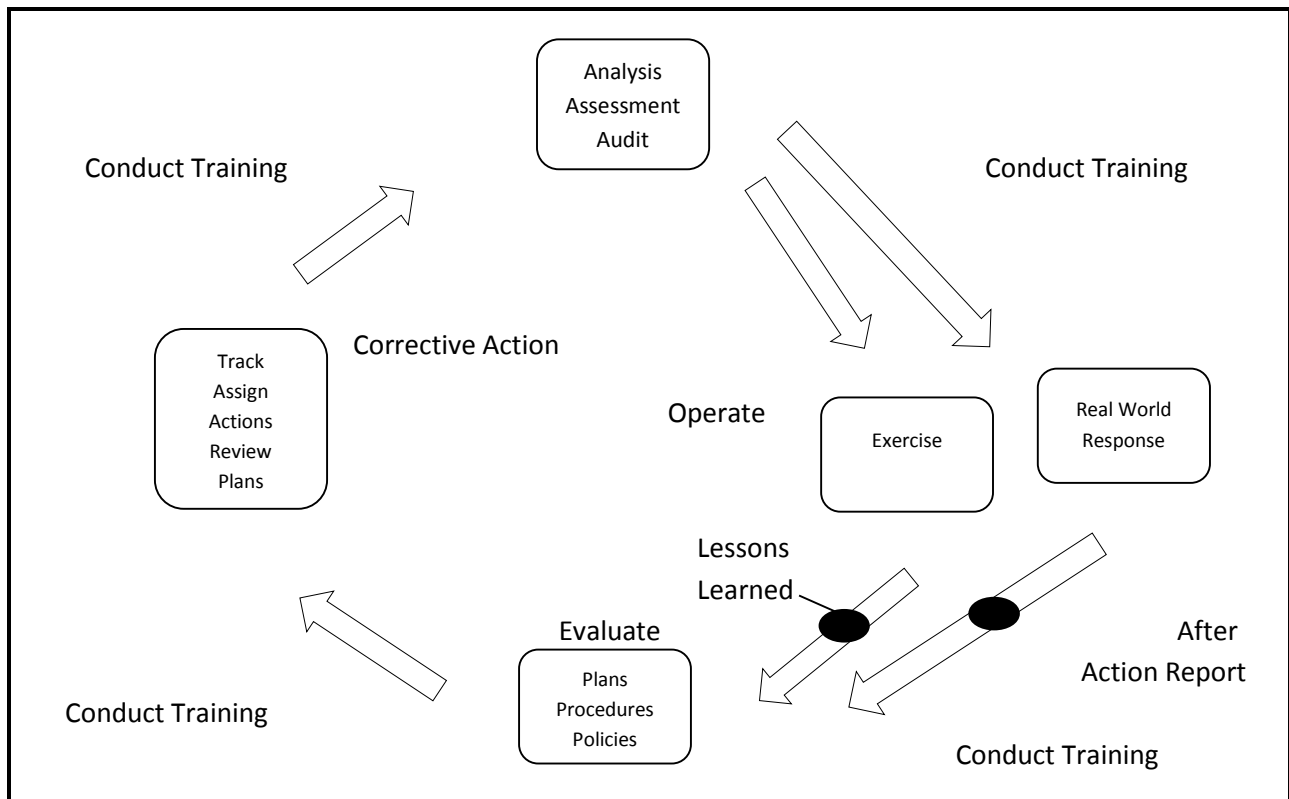 Analysis
Assessment
Audit
Conduct Training
Conduct Training
Corrective Action
Track
Assign
Actions
Review
Plans
Operate
Exercise
Real World
Response
Lessons
Learned
After
Action Report
Evaluate
Plans
Procedures
Policies
Conduct Training
Conduct Training